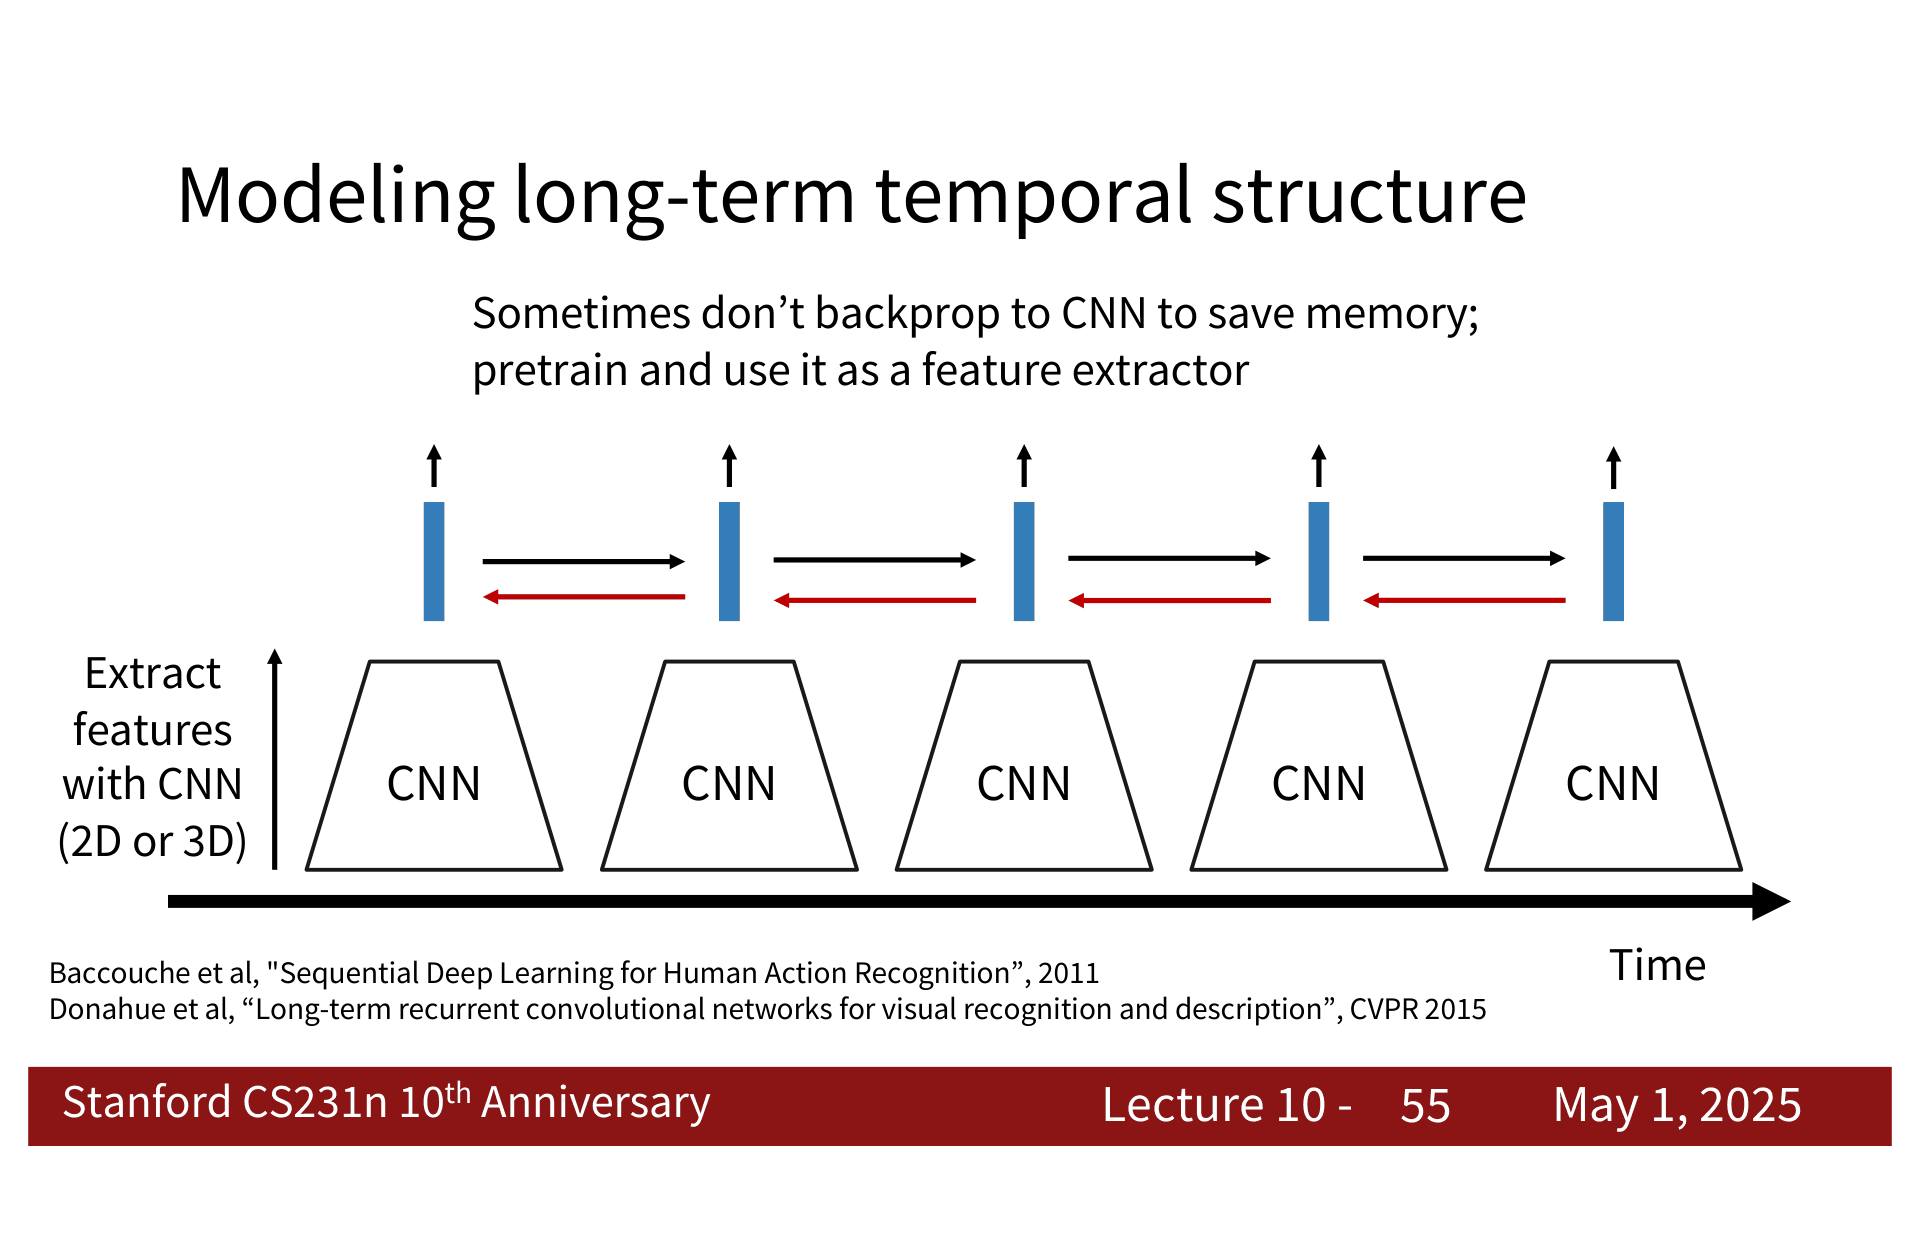 Modeling long-term temporal structure
Sometimes don’t backprop to CNN to save memory;
pretrain and use it as a feature extractor
Extract
features
with CNN
(2D or 3D)
CNN
CNN
CNN
CNN
CNN
Time
Baccouche et al, "Sequential Deep Learning for Human Action Recognition”, 2011
Donahue et al, “Long-term recurrent convolutional networks for visual recognition and description”, CVPR 2015
Stanford CS231n 10th Anniversary
Lecture 10 - 55
May 1, 2025